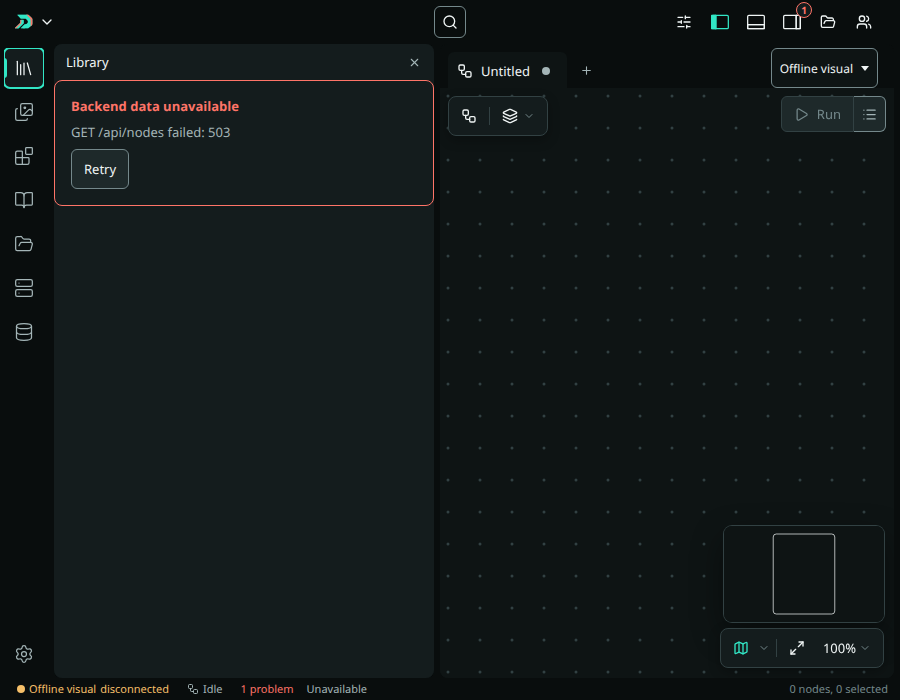 1
Library
Untitled
Offline visual
Backend data unavailable
GET /api/nodes failed: 503
Retry
Run
100%
Offline visual disconnected
Idle
1 problem
Unavailable
0 nodes, 0 selected